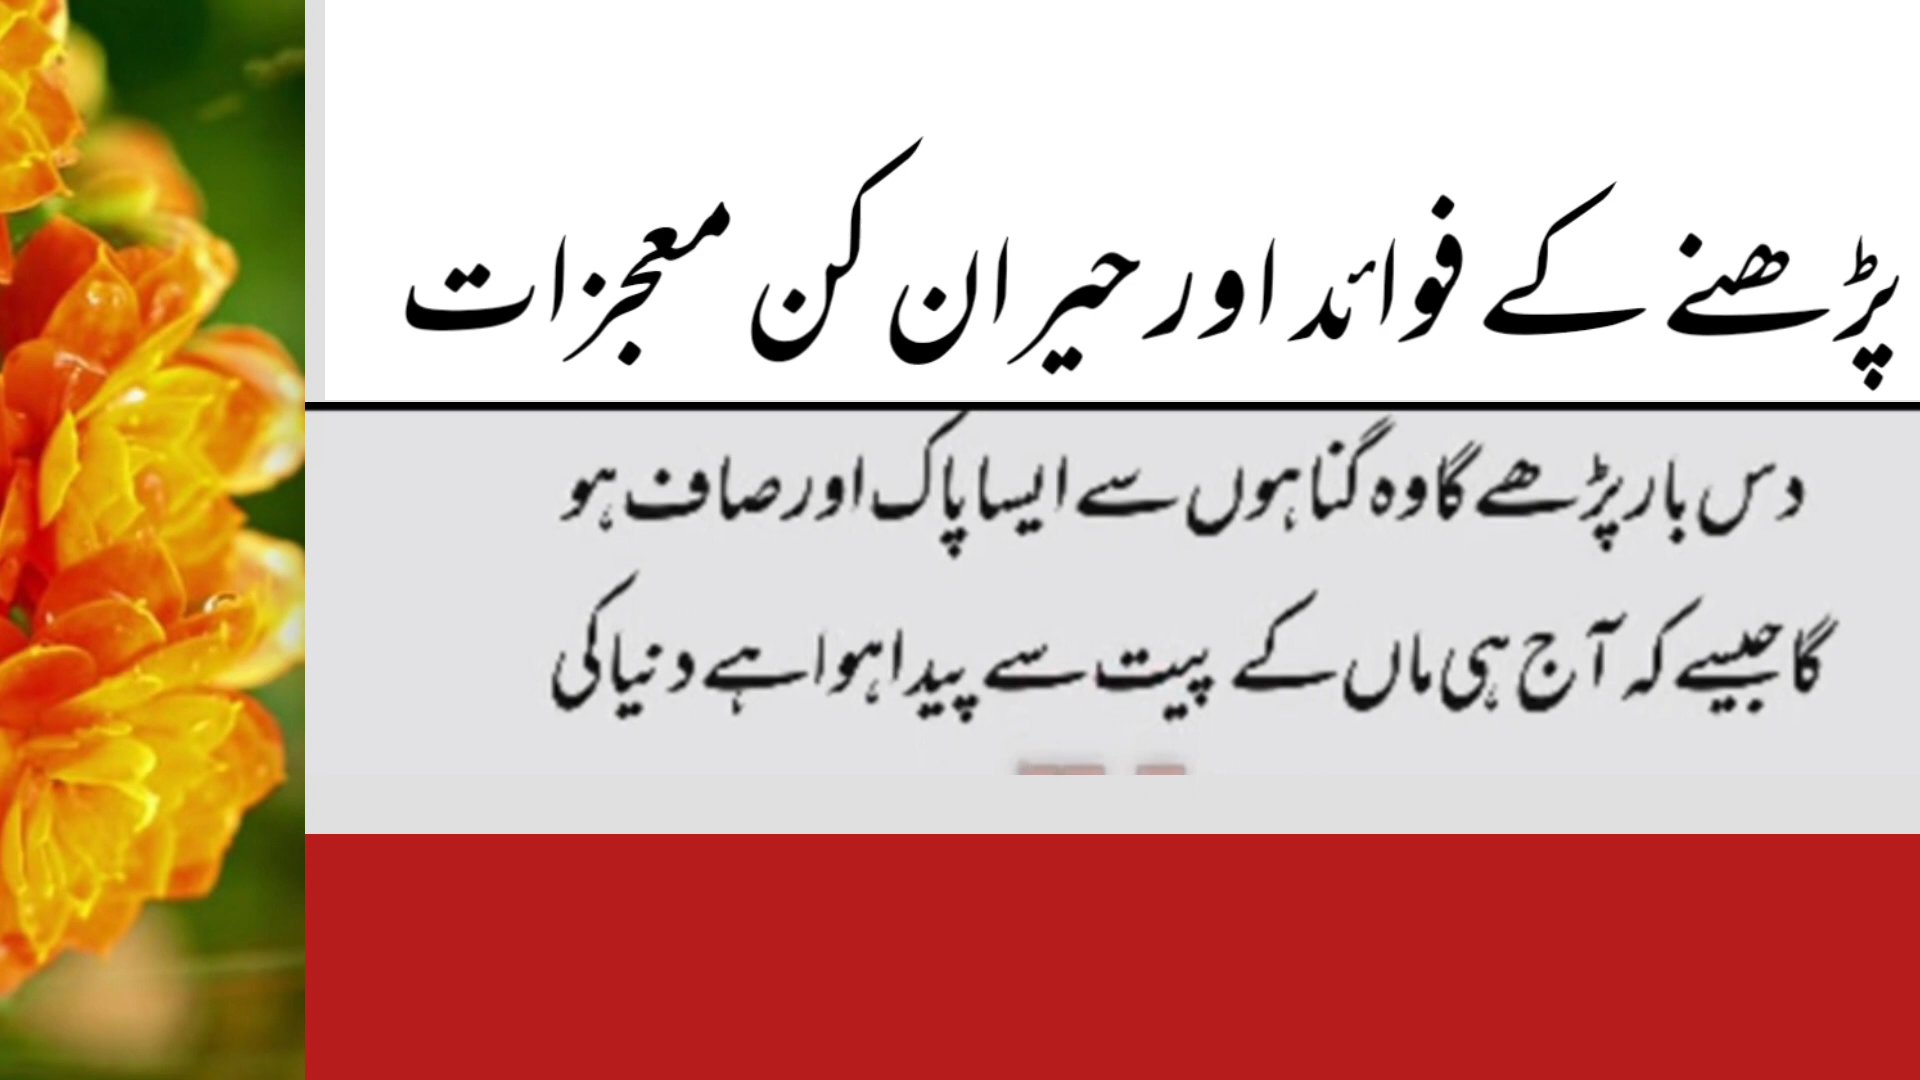 پڑھنے کے فوائد اور حیران کن معجزات
دس بار پڑھے گا وہ گناہوں سے ایسا پاک اور صاف ہو
گا جیسے کہ آج ہی ماں کے پیت سے پیدا ہوا ہے دنیا کی